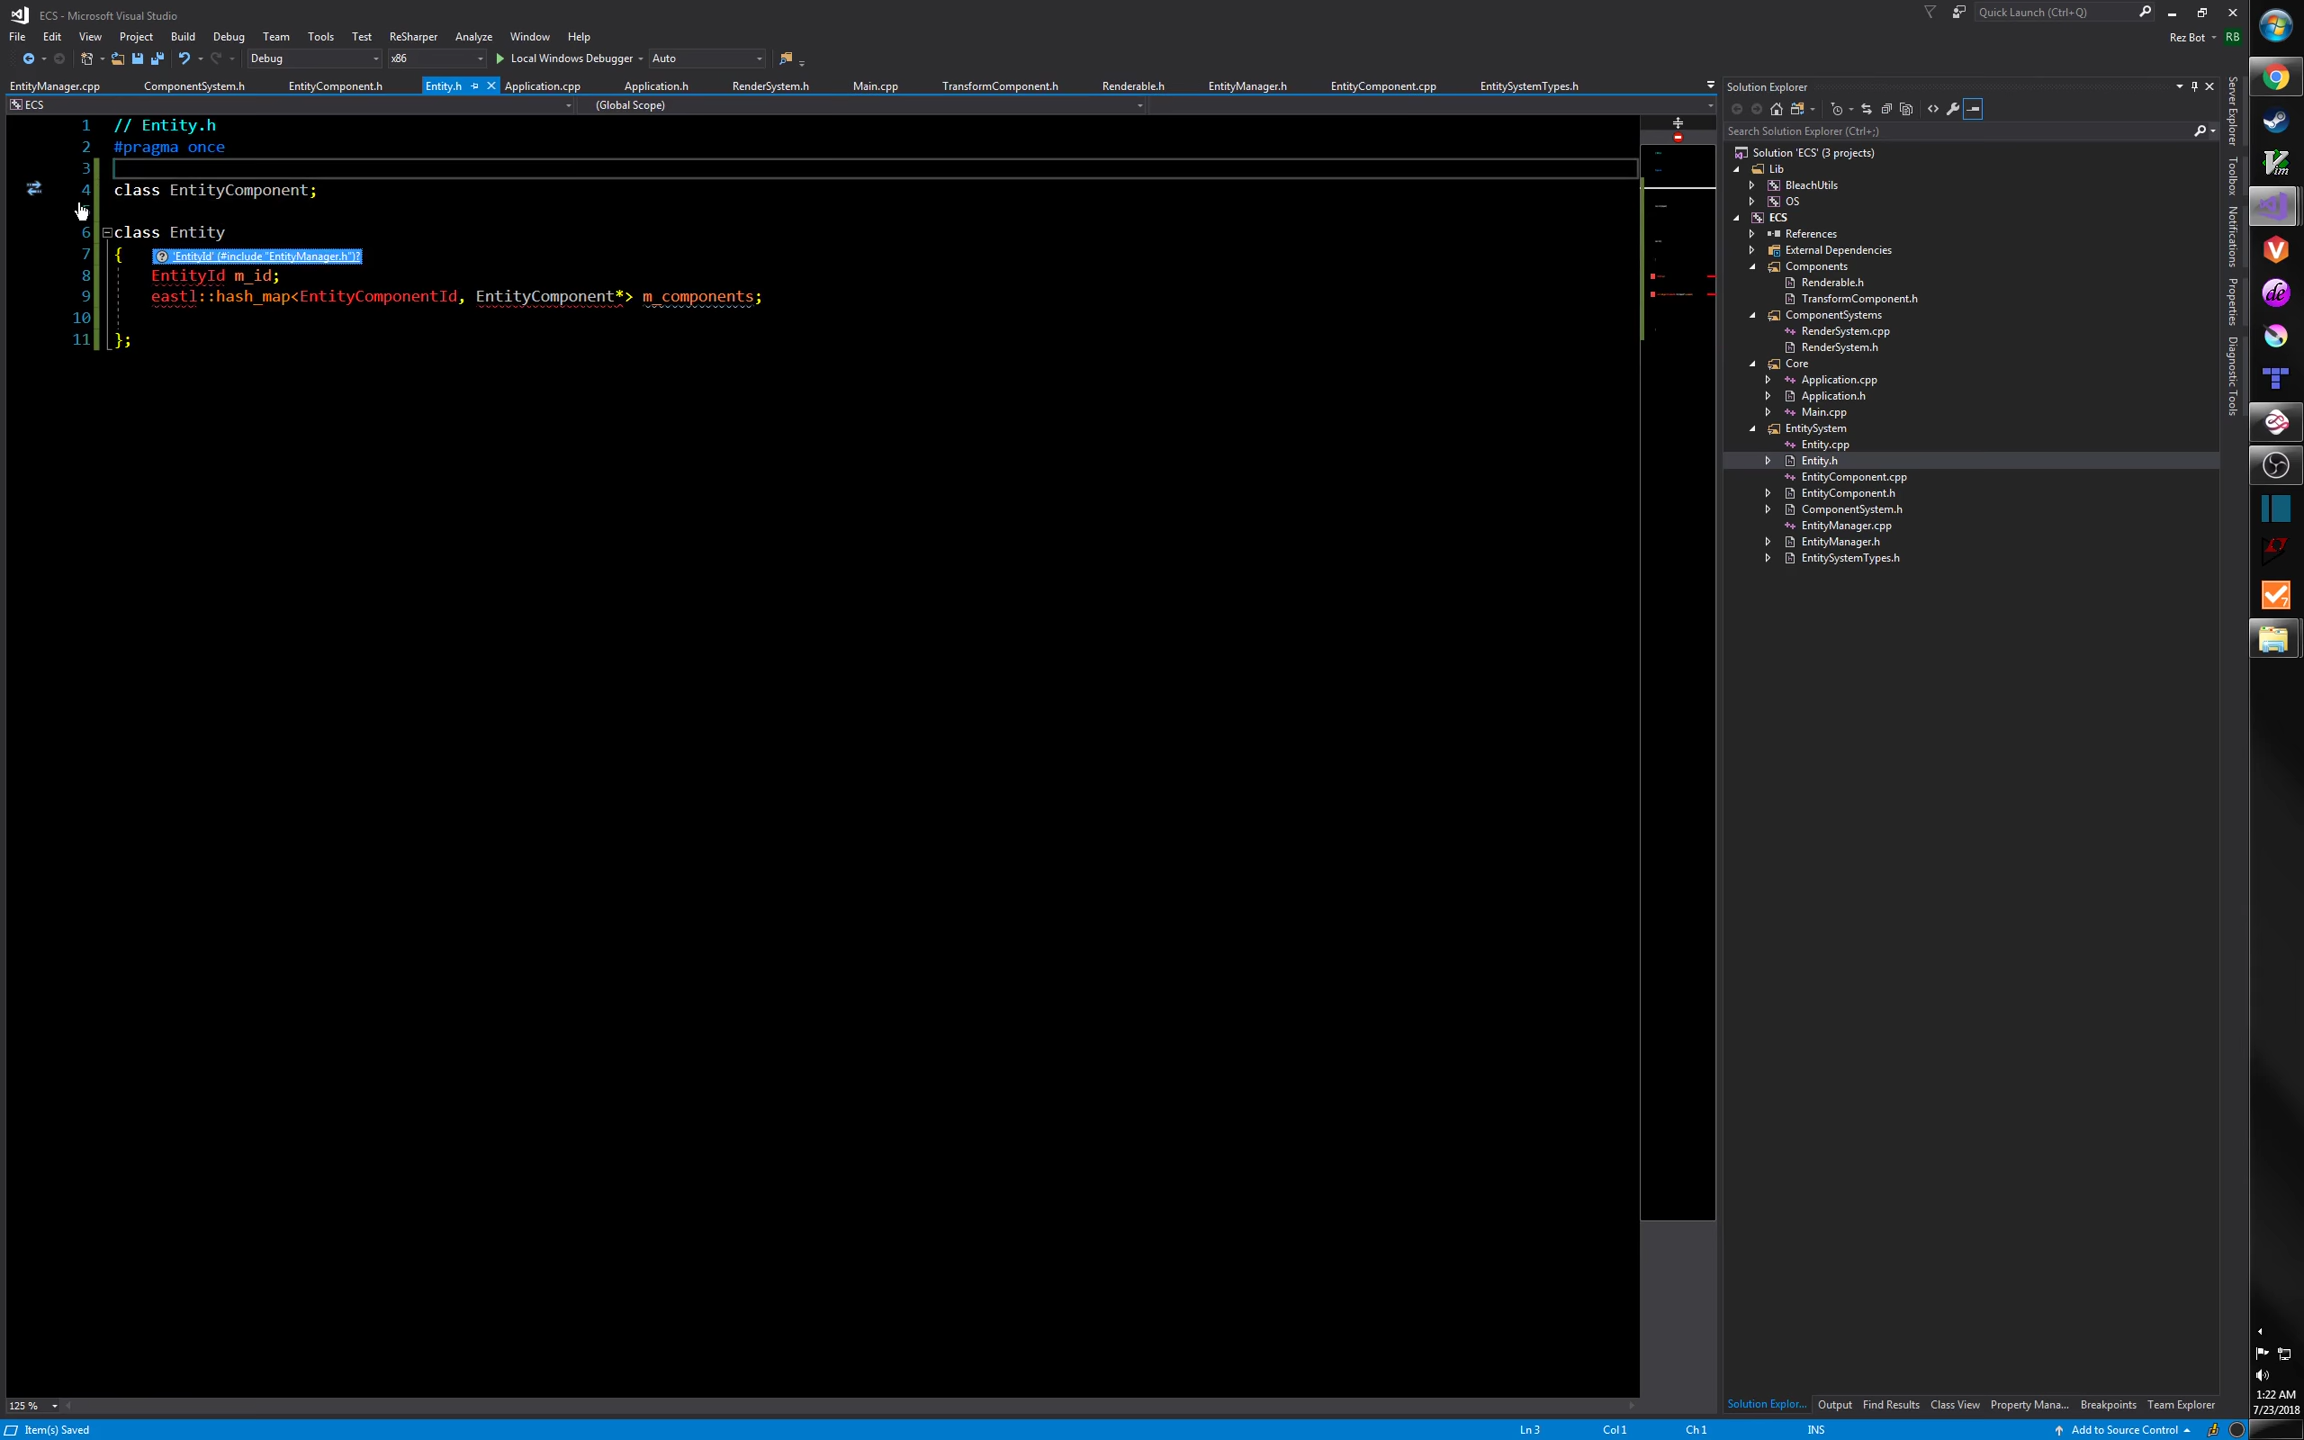 ECS - Microsoft Visual Studio
Quick Launch (Ctrl+Q)
File Edit View Project Build Debug Team Tools Test ReSharper Analyze Window Help
Rez Bot RB
Debug x86 Local Windows Debugger Auto
EntityManager.cpp ComponentSystem.h EntityComponent.h Entity.h Application.cpp Application.h RenderSystem.h Main.cpp TransformComponent.h Renderable.h EntityManager.h EntityComponent.cpp EntitySystemTypes.h
ECS (Global Scope)
1 // Entity.h
2 #pragma once
3
4 class EntityComponent;
6 class Entity
7 { 'EntityId' (#include "EntityManager.h")?
8 EntityId m_id;
9 eastl::hash_map<EntityComponentId, EntityComponent*> m_components;
10
11 };
Solution Explorer
Search Solution Explorer (Ctrl+;)
Solution 'ECS' (3 projects)
Lib
BleachUtils
OS
ECS
References
External Dependencies
Components
Renderable.h
TransformComponent.h
ComponentSystems
RenderSystem.cpp
RenderSystem.h
Core
Application.cpp
Application.h
Main.cpp
EntitySystem
Entity.cpp
Entity.h
EntityComponent.cpp
EntityComponent.h
ComponentSystem.h
EntityManager.cpp
EntityManager.h
EntitySystemTypes.h
Server Explorer
Toolbox
Notifications
Properties
Diagnostic Tools
125 %
Solution Explor... Output Find Results Class View Property Mana... Breakpoints Team Explorer
Item(s) Saved
Ln 3 Col 1 Ch 1 INS
Add to Source Control
1:22 AM
7/23/2018